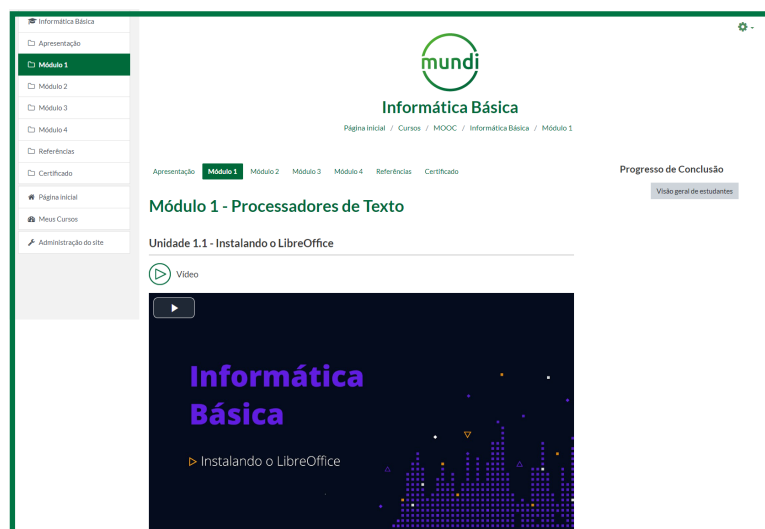 Informática Básica
Apresentação
Módulo 1
Módulo 2
Módulo 3
Módulo 4
Referências
Certificado
Página inicial
Meus Cursos
Administração do site
mundi
Informática Básica
Página inicial / Cursos / MOOC / Informática Básica / Módulo 1
Apresentação Módulo 1 Módulo 2 Módulo 3 Módulo 4 Referências Certificado
Progresso de Conclusão
Visão geral de estudantes
Módulo 1 - Processadores de Texto
Unidade 1.1 - Instalando o LibreOffice
Vídeo
Informática
Básica
Instalando o LibreOffice